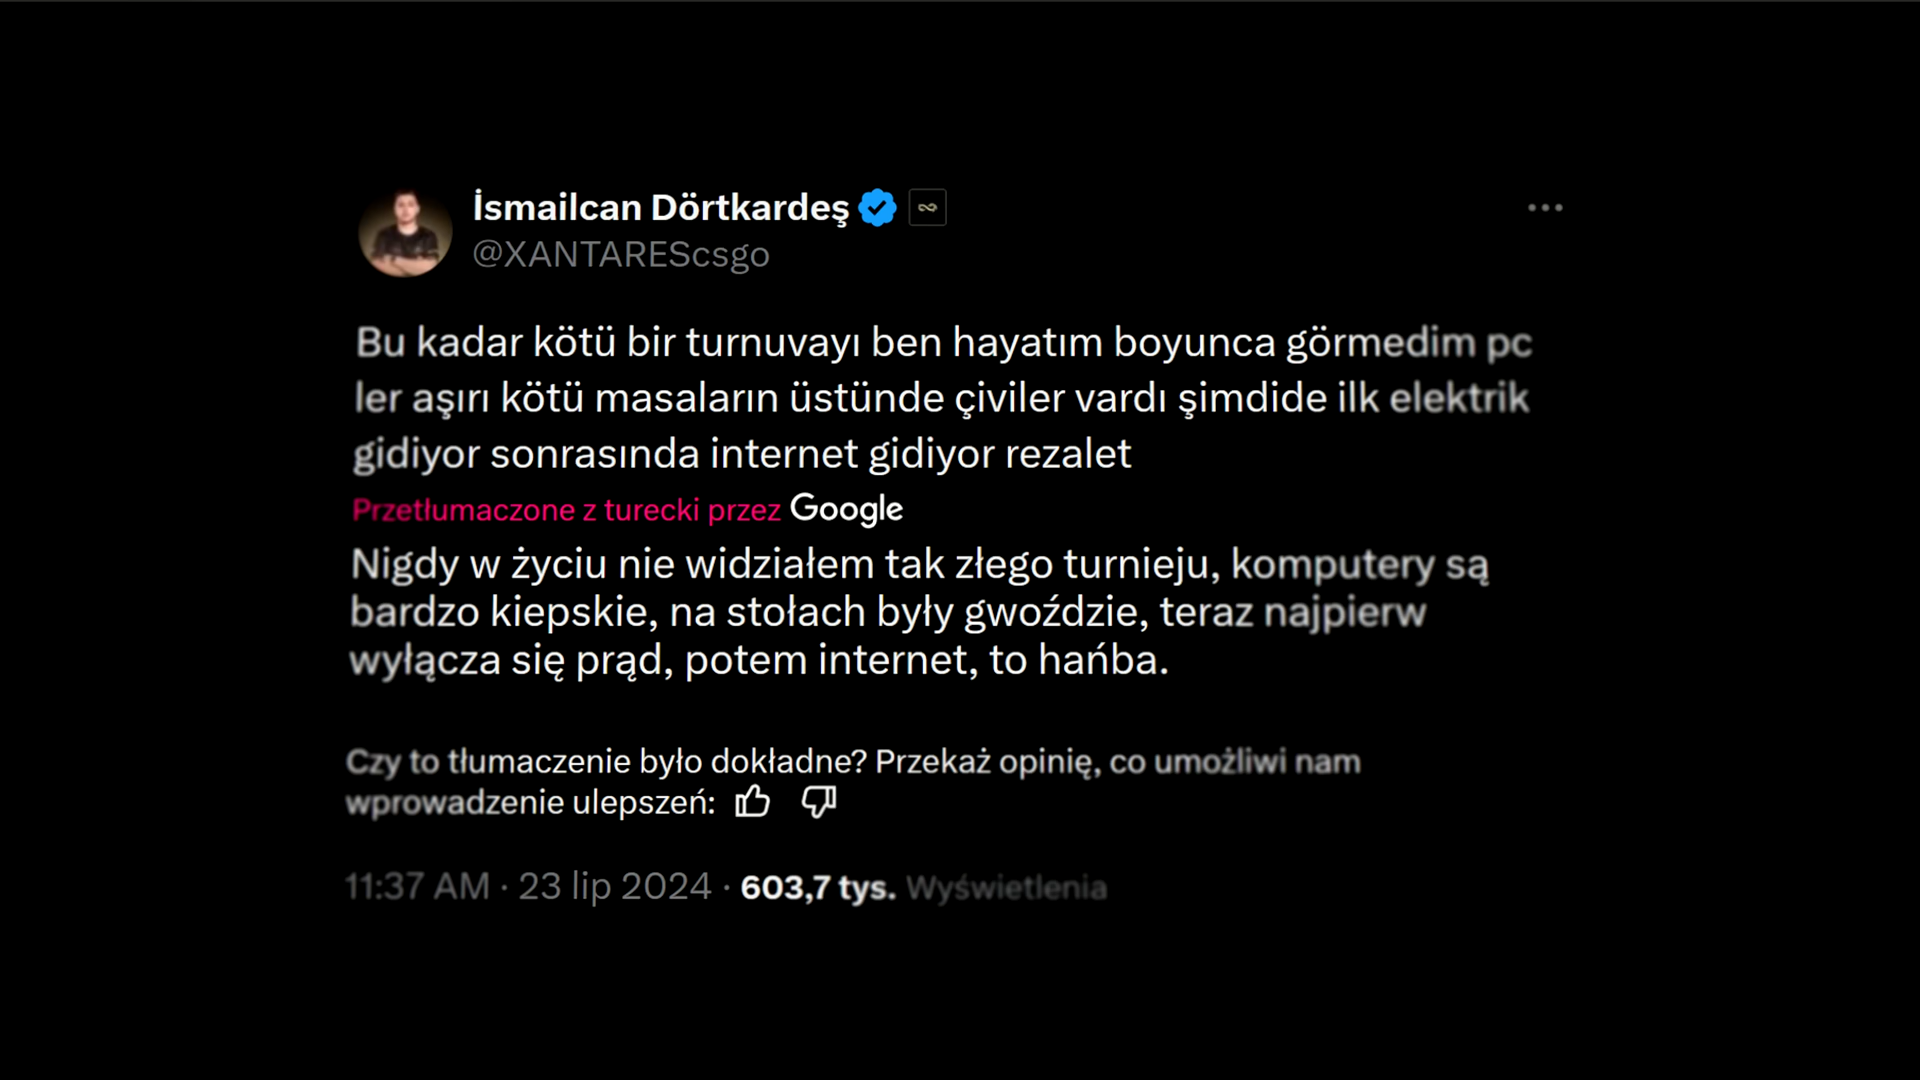 İsmailcan Dörtkardeş
@XANTAREScsgo
Bu kadar kötü bir turnuvayı ben hayatım boyunca görmedim pc
ler aşırı kötü masaların üstünde çiviler vardı şimdide ilk elektrik
gidiyor sonrasında internet gidiyor rezalet
Przetłumaczone z turecki przez Google
Nigdy w życiu nie widziałem tak złego turnieju, komputery są
bardzo kiepskie, na stołach były gwoździe, teraz najpierw
wyłącza się prąd, potem internet, to hańba.
Czy to tłumaczenie było dokładne? Przekaż opinię, co umożliwi nam
wprowadzenie ulepszeń:
11:37 AM · 23 lip 2024 · 603,7 tys. Wyświetlenia